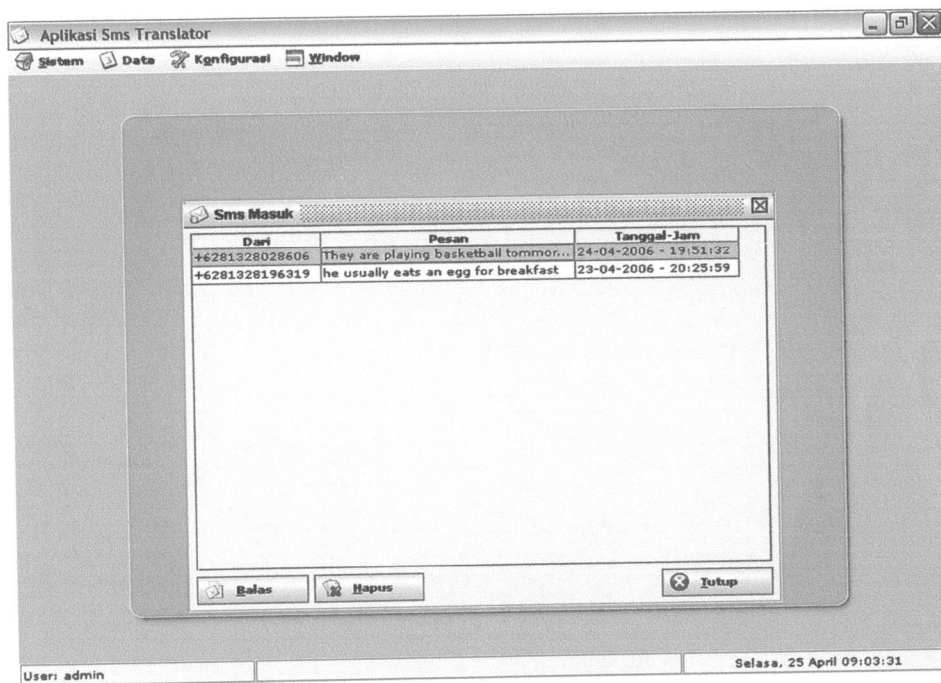 Aplikasi Sms Translator
Sistem Data Konfigurasi Window
Sms Masuk
Dari Pesan Tanggal-Jam
+6281328028606 They are playing basketball tommor... 24-04-2006 - 19:51:32
+6281328196319 he usually eats an egg for breakfast 23-04-2006 - 20:25:59
Balas Hapus Tutup
User: admin Selasa, 25 April 09:03:31